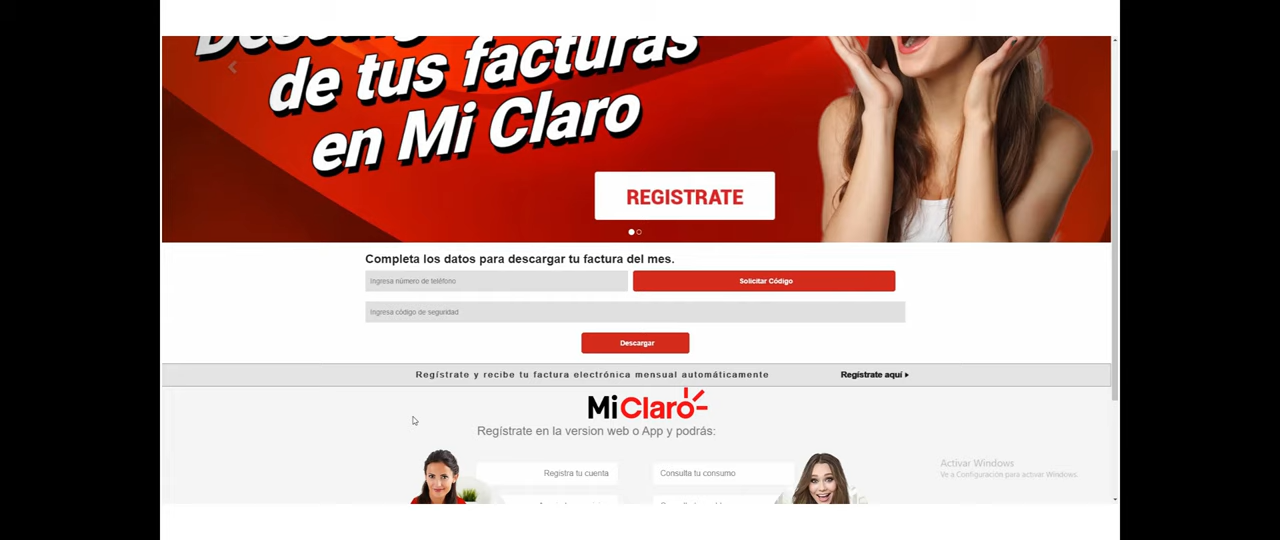 de tus facturas
en Mi Claro
REGISTRATE
Completa los datos para descargar tu factura del mes.
Ingresa número de teléfono
Solicitar Código
Ingresa código de seguridad
Descargar
Regístrate y recibe tu factura electrónica mensual automáticamente
Regístrate aquí
Mi Claro
Regístrate en la version web o App y podrás:
Registra tu cuenta
Consulta tu consumo
Activar Windows
Ve a Configuración para activar Windows.